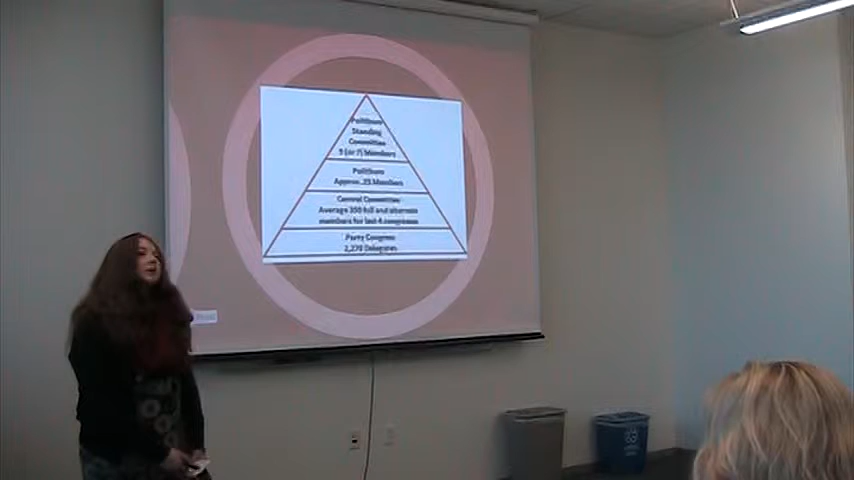 Politburo
Standing
Committee
9 (or 7) Members
Politburo
Approx. 25 Members
Central Committee
Average 350 full and alternate
members for last 4 congresses
Party Congress
2,270 Delegates